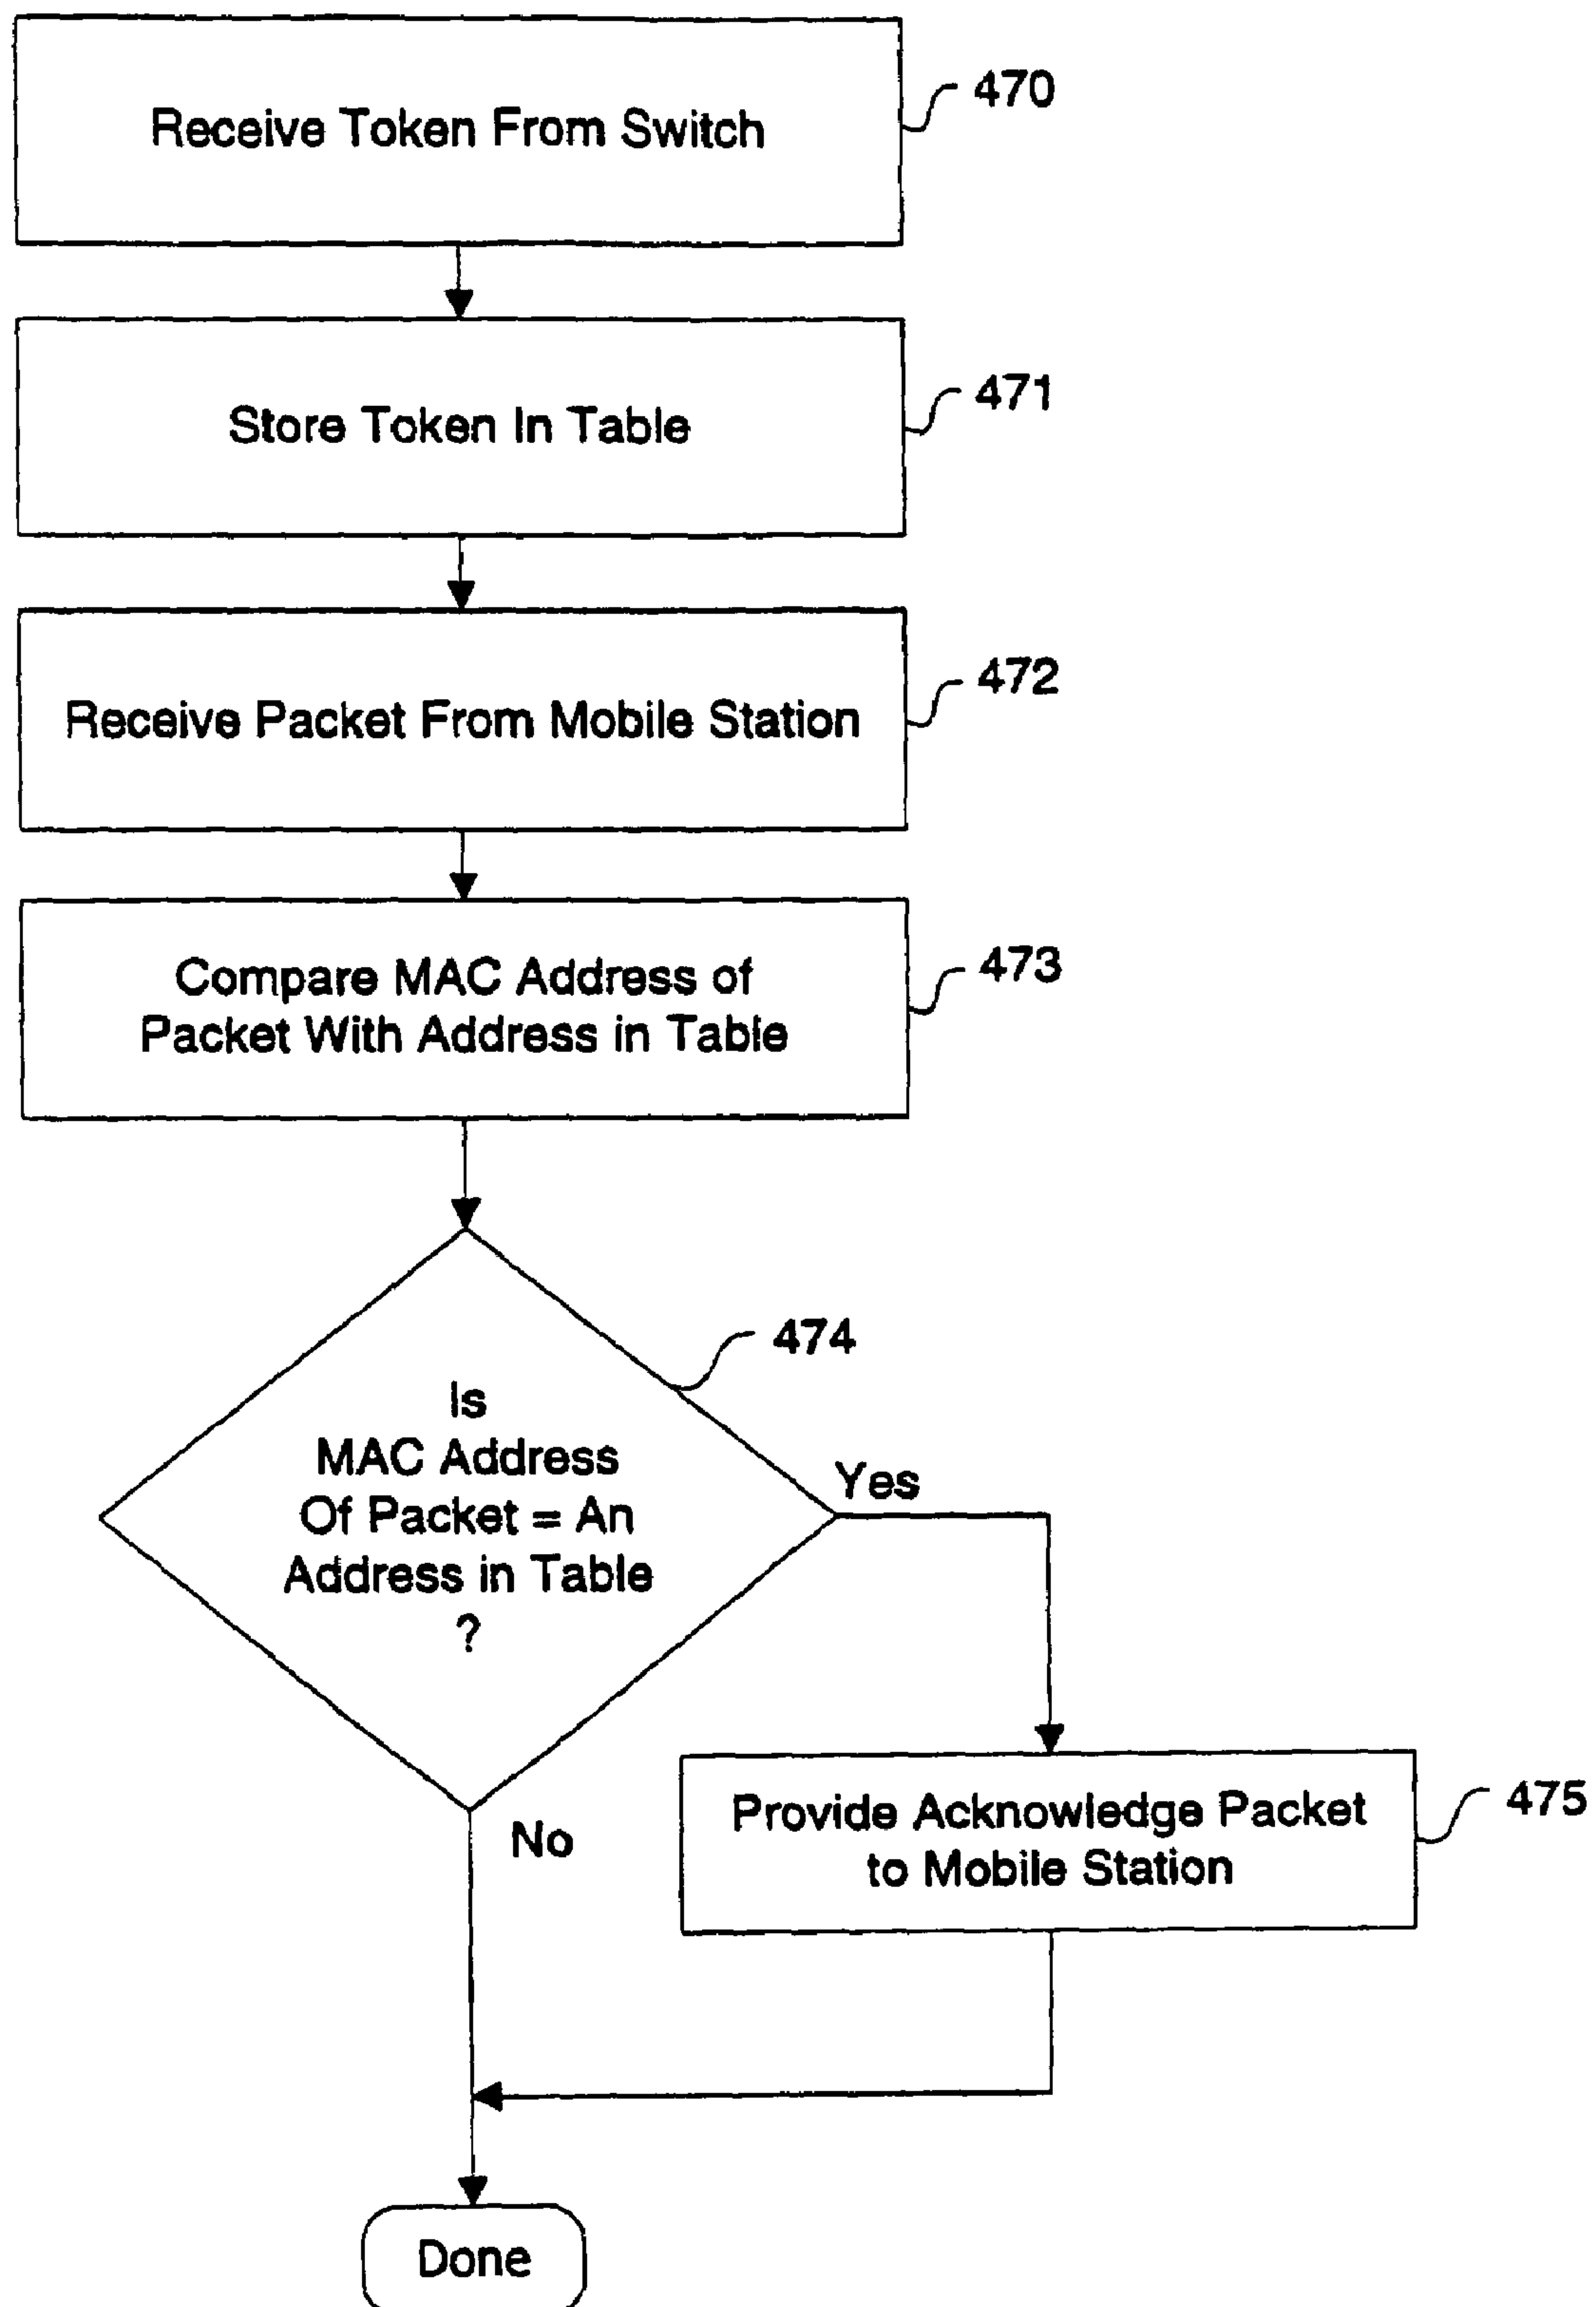 Receive Token From Switch
470
Store Token In Table
471
Receive Packet From Mobile Station
472
Compare MAC Address of
Packet With Address in Table
473
474
Is
MAC Address
Of Packet = An
Address in Table
?
Yes
No
Provide Acknowledge Packet
to Mobile Station
475
Done